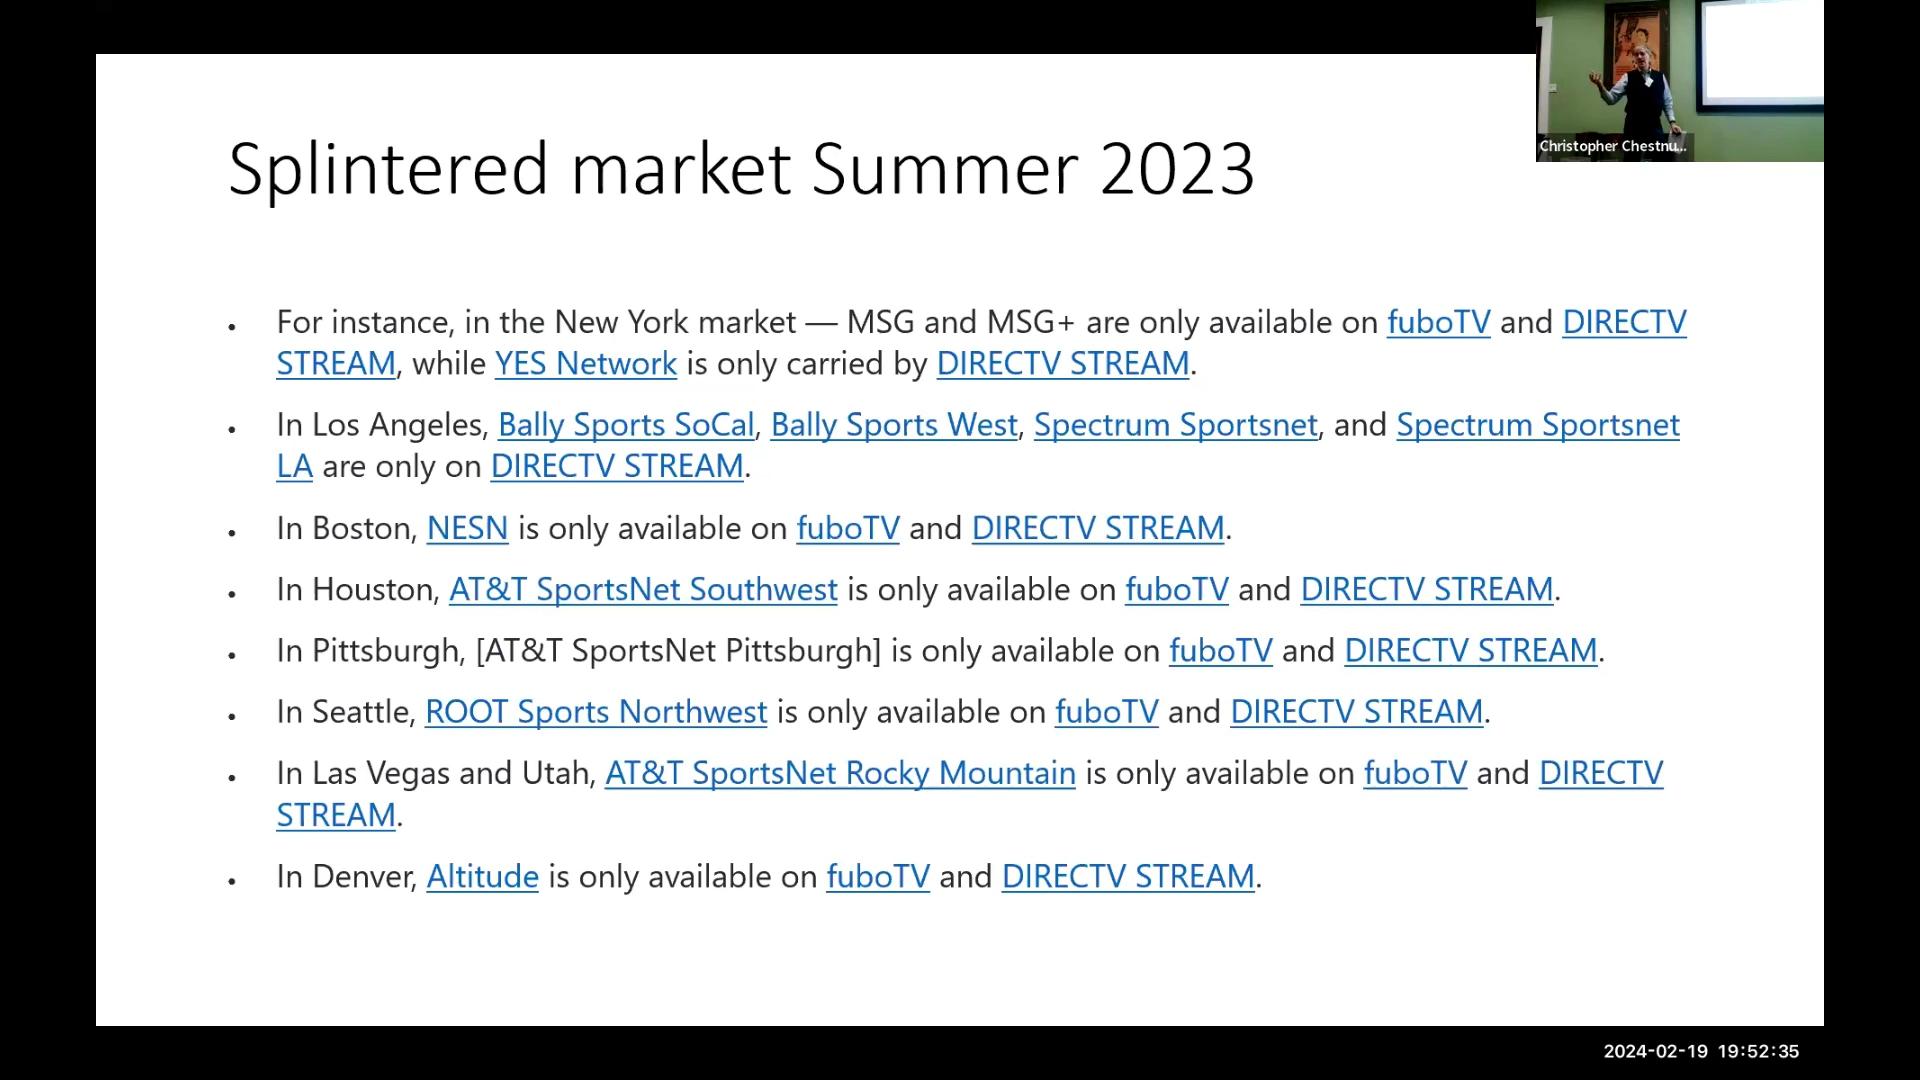 Christopher Chestnu...
Splintered market Summer 2023
• For instance, in the New York market — MSG and MSG+ are only available on fuboTV and DIRECTV
STREAM, while YES Network is only carried by DIRECTV STREAM.
• In Los Angeles, Bally Sports SoCal, Bally Sports West, Spectrum Sportsnet, and Spectrum Sportsnet
LA are only on DIRECTV STREAM.
• In Boston, NESN is only available on fuboTV and DIRECTV STREAM.
• In Houston, AT&T SportsNet Southwest is only available on fuboTV and DIRECTV STREAM.
• In Pittsburgh, [AT&T SportsNet Pittsburgh] is only available on fuboTV and DIRECTV STREAM.
• In Seattle, ROOT Sports Northwest is only available on fuboTV and DIRECTV STREAM.
• In Las Vegas and Utah, AT&T SportsNet Rocky Mountain is only available on fuboTV and DIRECTV
STREAM.
• In Denver, Altitude is only available on fuboTV and DIRECTV STREAM.
2024-02-19 19:52:35